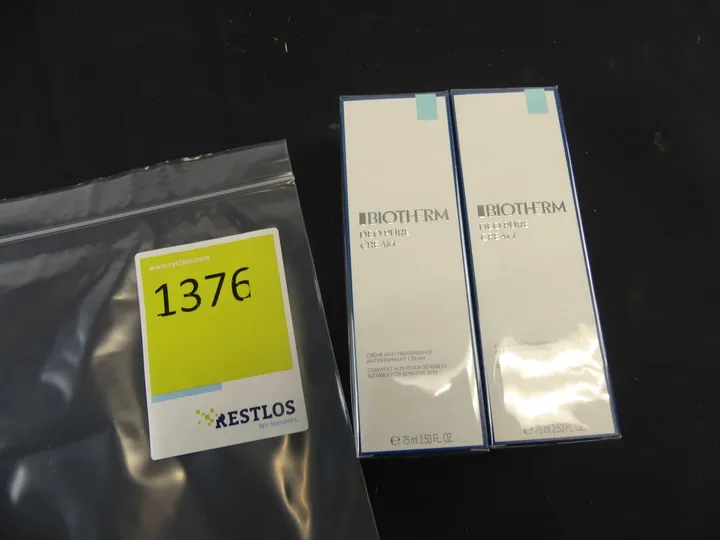 www.restlos.com
1376
RESTLOS
Wir handeln.
BIOTHERM
DEO PURE
CREAM
CRÈME ANTI-TRANSPIRANTE
ANTIPERSPIRANT CREAM
CONVIENT AUX PEAUX SENSIBLES
SUITABLE FOR SENSITIVE SKIN
e 75 ml 2.53 FL. OZ.
BIOTHERM
DEO PURE
CREAM
e 75 ml 2.53 FL. OZ.